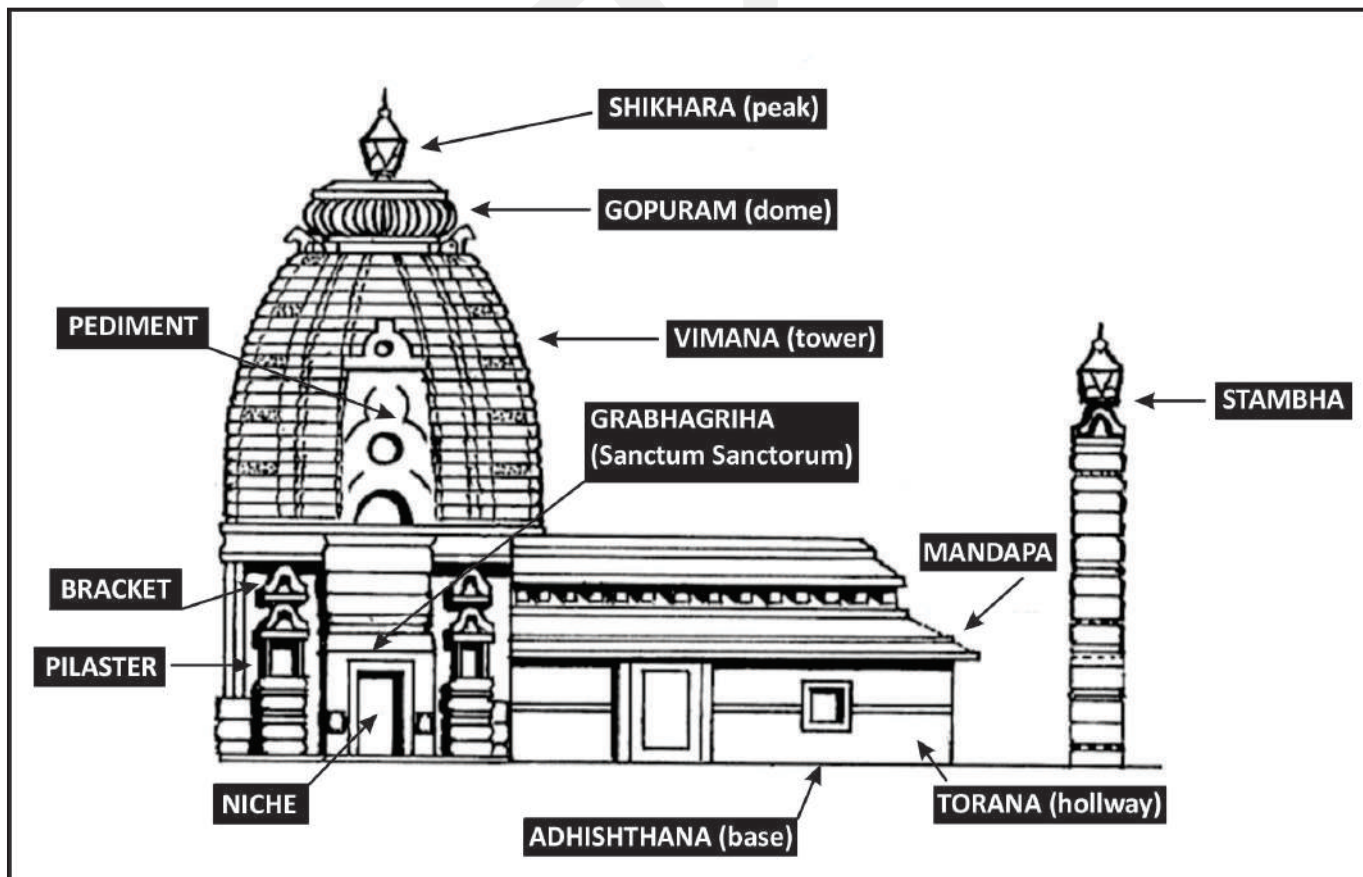 SHIKHARA (peak)
GOPURAM (dome)
PEDIMENT
VIMANA (tower)
STAMBHA
GRABHAGRIHA
(Sanctum Sanctorum)
MANDAPA
BRACKET
PILASTER
NICHE
TORANA (hollway)
ADHISHTHANA (base)